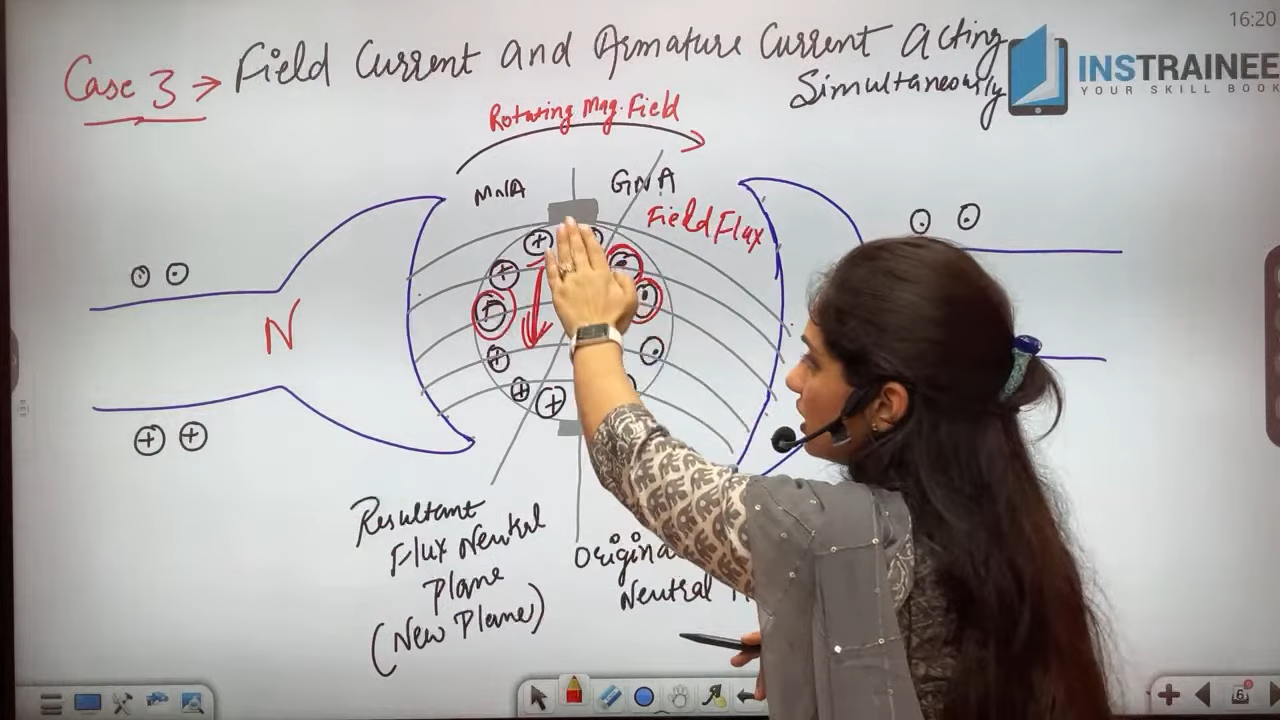 16:20
Case 3 → Field Current and Armature Current acting
Simultaneously
INSTRAINEE
YOUR SKILL BOOK
Rotating Mag. Field
MNA
GNA
Field Flux
N
Resultant
Flux Neutral
Plane
(New Plane)
Origina
Neutral